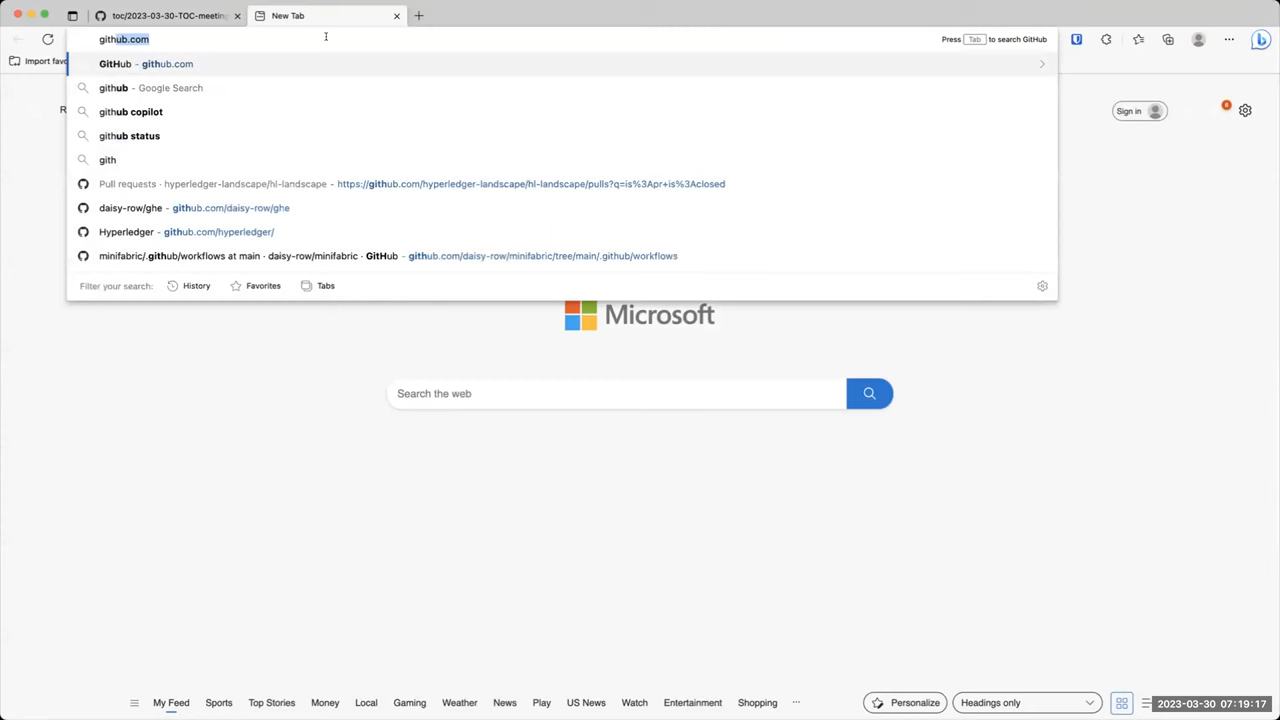 toc/2023-03-30-TOC-meeting
New Tab
github.com
Press Tab to search GitHub
Import favo
GitHub - github.com
github - Google Search
github copilot
github status
gith
Pull requests · hyperledger-landscape/hl-landscape - https://github.com/hyperledger-landscape/hl-landscape/pulls?q=is%3Apr+is%3Aclosed
daisy-row/ghe - github.com/daisy-row/ghe
Hyperledger - github.com/hyperledger/
minifabric/.github/workflows at main · daisy-row/minifabric · GitHub - github.com/daisy-row/minifabric/tree/main/.github/workflows
Filter your search: History Favorites Tabs
R
Sign in
6
Microsoft
Search the web
My Feed Sports Top Stories Money Local Gaming Weather News Play US News Watch Entertainment Shopping ... Personalize Headings only
2023-03-30 07:19:17